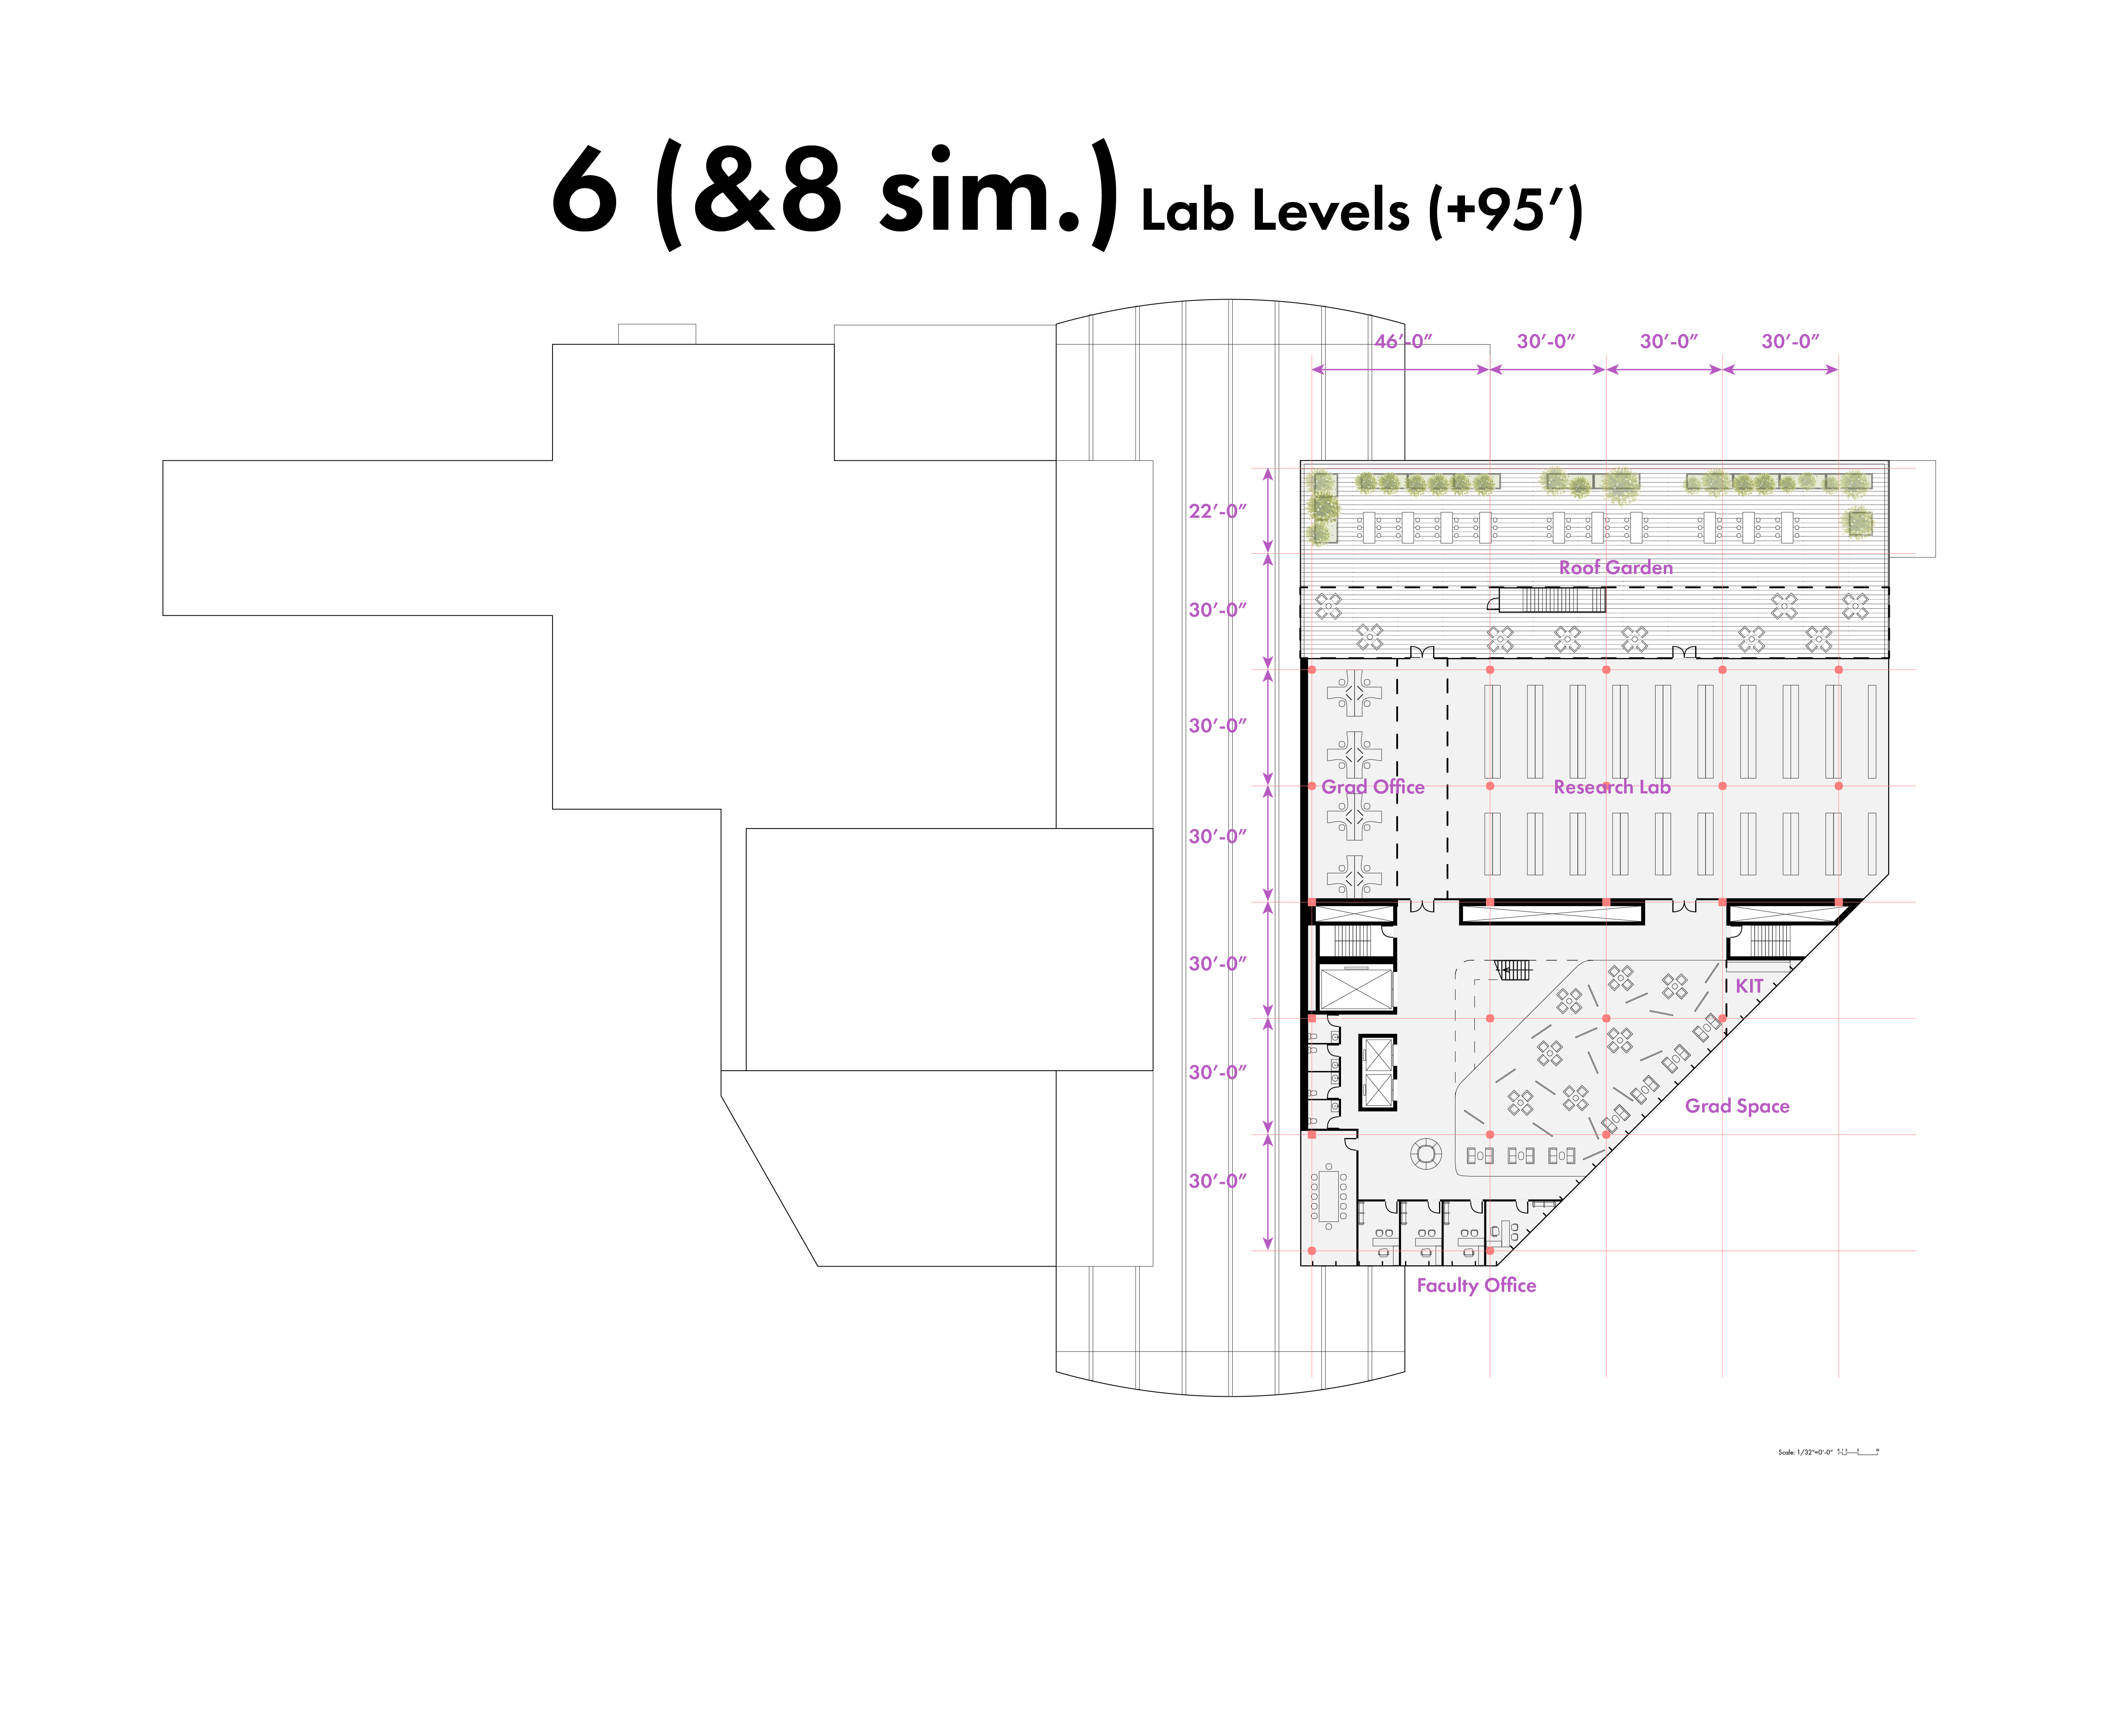 6 (&8 sim.) Lab Levels (+95′)
46′-0″ 30′-0″ 30′-0″ 30′-0″
22′-0″
Roof Garden
30′-0″
30′-0″
Grad Office Research Lab
30′-0″
30′-0″
KIT
30′-0″
Grad Space
30′-0″
Faculty Office
Scale: 1/32"=0'-0"